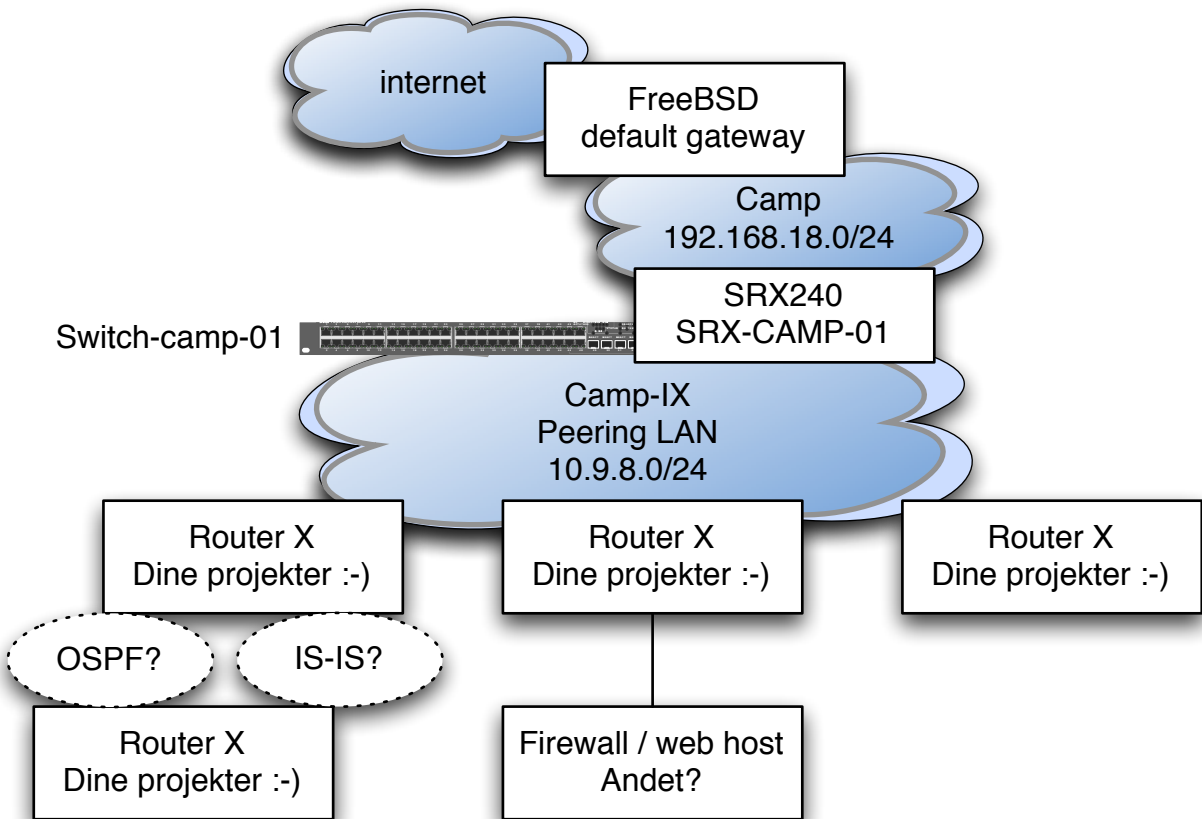 internet
FreeBSD
default gateway
Camp
192.168.18.0/24
SRX240
SRX-CAMP-01
Switch-camp-01
Camp-IX
Peering LAN
10.9.8.0/24
Router X
Dine projekter :-)
Router X
Dine projekter :-)
Router X
Dine projekter :-)
OSPF?
IS-IS?
Router X
Dine projekter :-)
Firewall / web host
Andet?